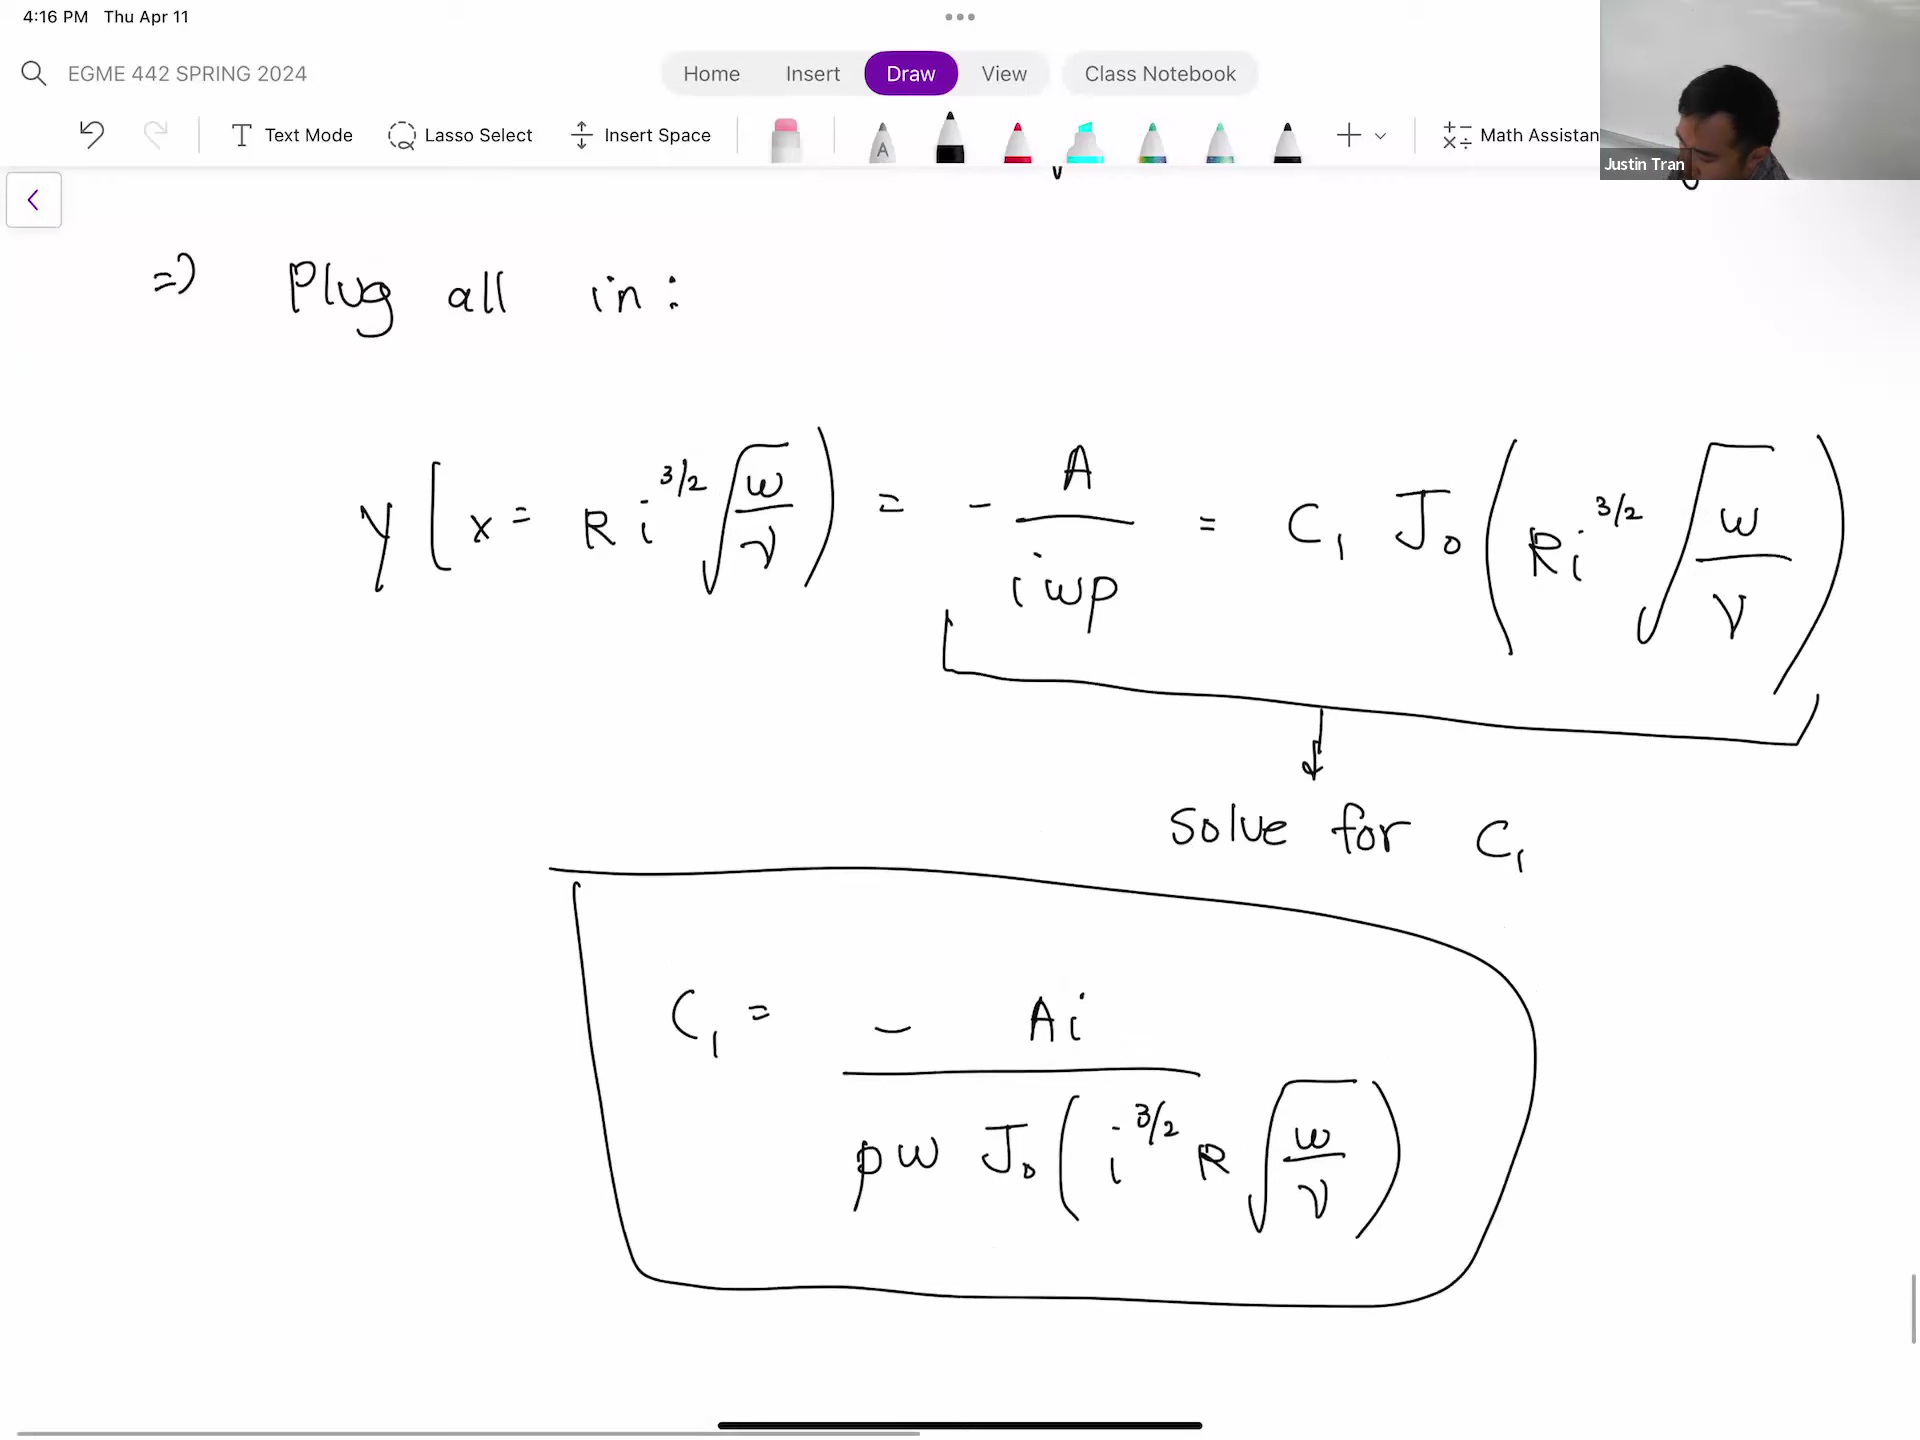 4:16 PM Thu Apr 11
EGME 442 SPRING 2024
Home Insert Draw View Class Notebook
Text Mode Lasso Select Insert Space A Math Assistan
Justin Tran
=> Plug all in:
y(x = R i^{3/2} √(ω/ν)) = - A/(iωρ) = C₁ J₀(R i^{3/2} √(ω/ν))
Solve for C₁
C₁ = - Ai/(ρω J₀(i^{3/2} R √(ω/ν)))